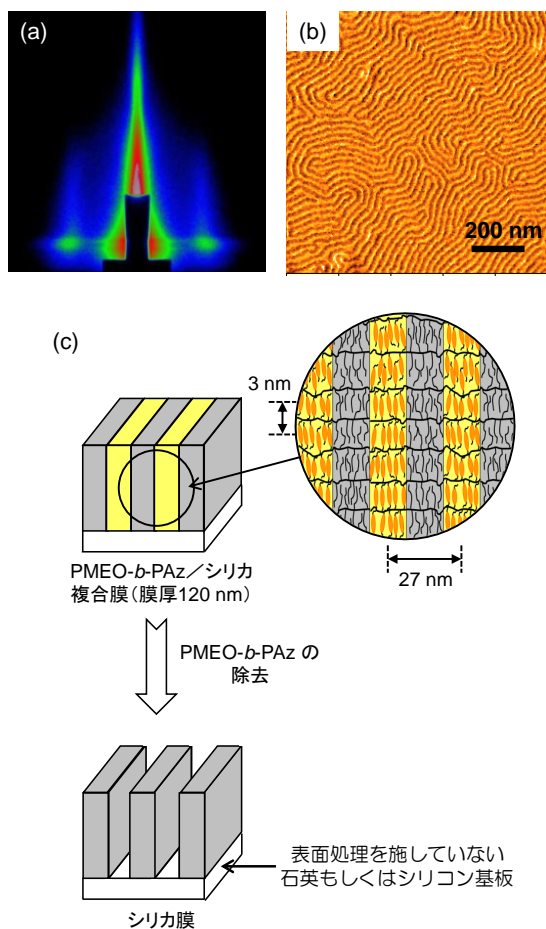 (a)
(b)
200 nm
(c)
3 nm
27 nm
PMEO-b-PAz／シリカ
複合膜（膜厚120 nm）
PMEO-b-PAz の
除去
表面処理を施していない
石英もしくはシリコン基板
シリカ膜